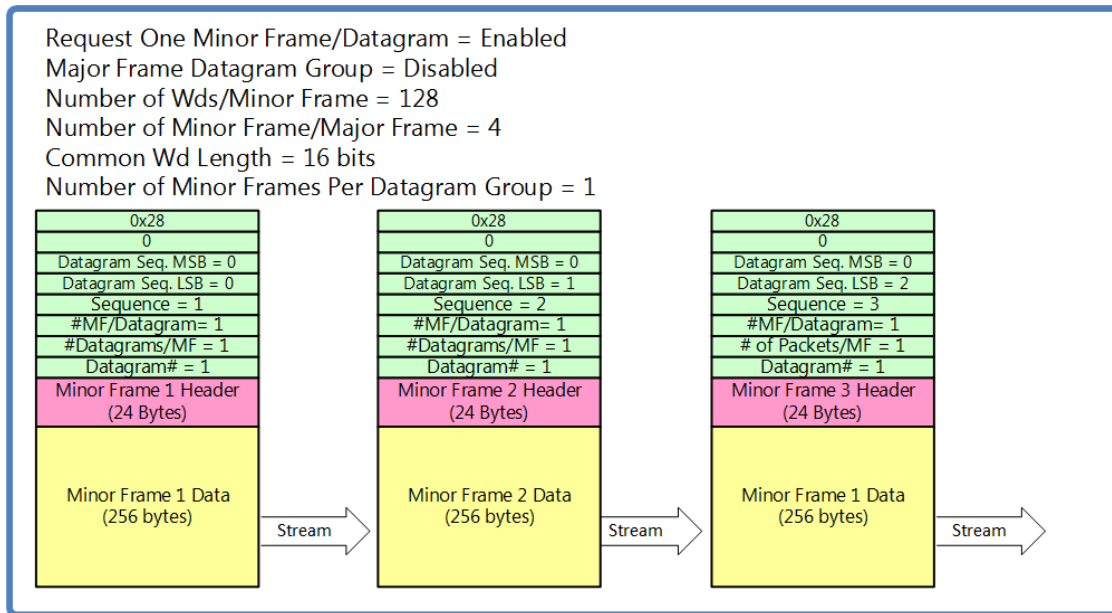 Request One Minor Frame/Datagram = Enabled
Major Frame Datagram Group = Disabled
Number of Wds/Minor Frame = 128
Number of Minor Frame/Major Frame = 4
Common Wd Length = 16 bits
Number of Minor Frames Per Datagram Group = 1
0x28
0
Datagram Seq. MSB = 0
Datagram Seq. LSB = 0
Sequence = 1
#MF/Datagram= 1
#Datagrams/MF = 1
Datagram# = 1
Minor Frame 1 Header
(24 Bytes)
Minor Frame 1 Data
(256 bytes)
Stream
0x28
0
Datagram Seq. MSB = 0
Datagram Seq. LSB = 1
Sequence = 2
#MF/Datagram= 1
#Datagrams/MF = 1
Datagram# = 1
Minor Frame 2 Header
(24 Bytes)
Minor Frame 2 Data
(256 bytes)
Stream
0x28
0
Datagram Seq. MSB = 0
Datagram Seq. LSB = 2
Sequence = 3
#MF/Datagram= 1
# of Packets/MF = 1
Datagram# = 1
Minor Frame 3 Header
(24 Bytes)
Minor Frame 1 Data
(256 bytes)
Stream